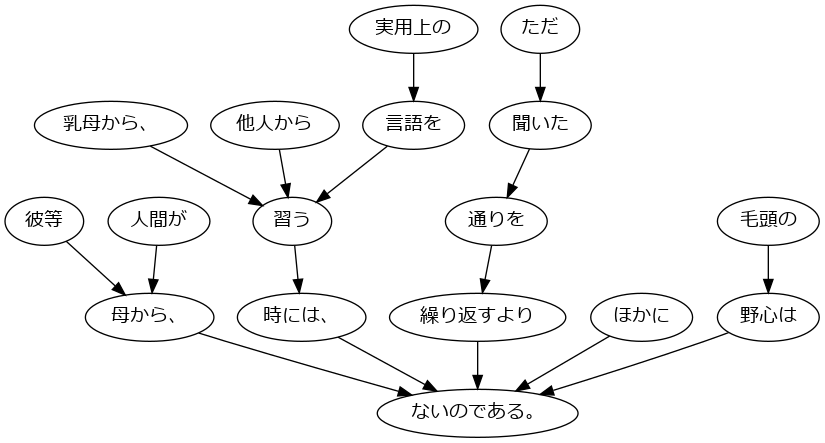 実用上の
ただ
乳母から、
他人から
言語を
聞いた
彼等
人間が
習う
通りを
毛頭の
母から、
時には、
繰り返すより
ほかに
野心は
ないのである。